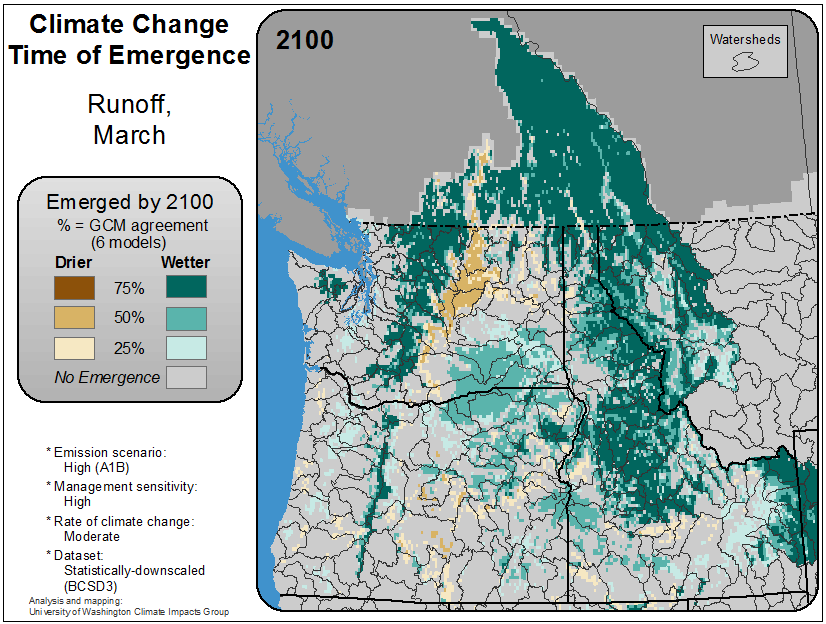 Climate Change
Time of Emergence
Runoff,
March
Emerged by 2100
% = GCM agreement
(6 models)
Drier Wetter
75%
50%
25%
No Emergence
* Emission scenario:
High (A1B)
* Management sensitivity:
High
* Rate of climate change:
Moderate
* Dataset:
Statistically-downscaled
(BCSD3)
Analysis and mapping:
University of Washington Climate Impacts Group
2100
Watersheds